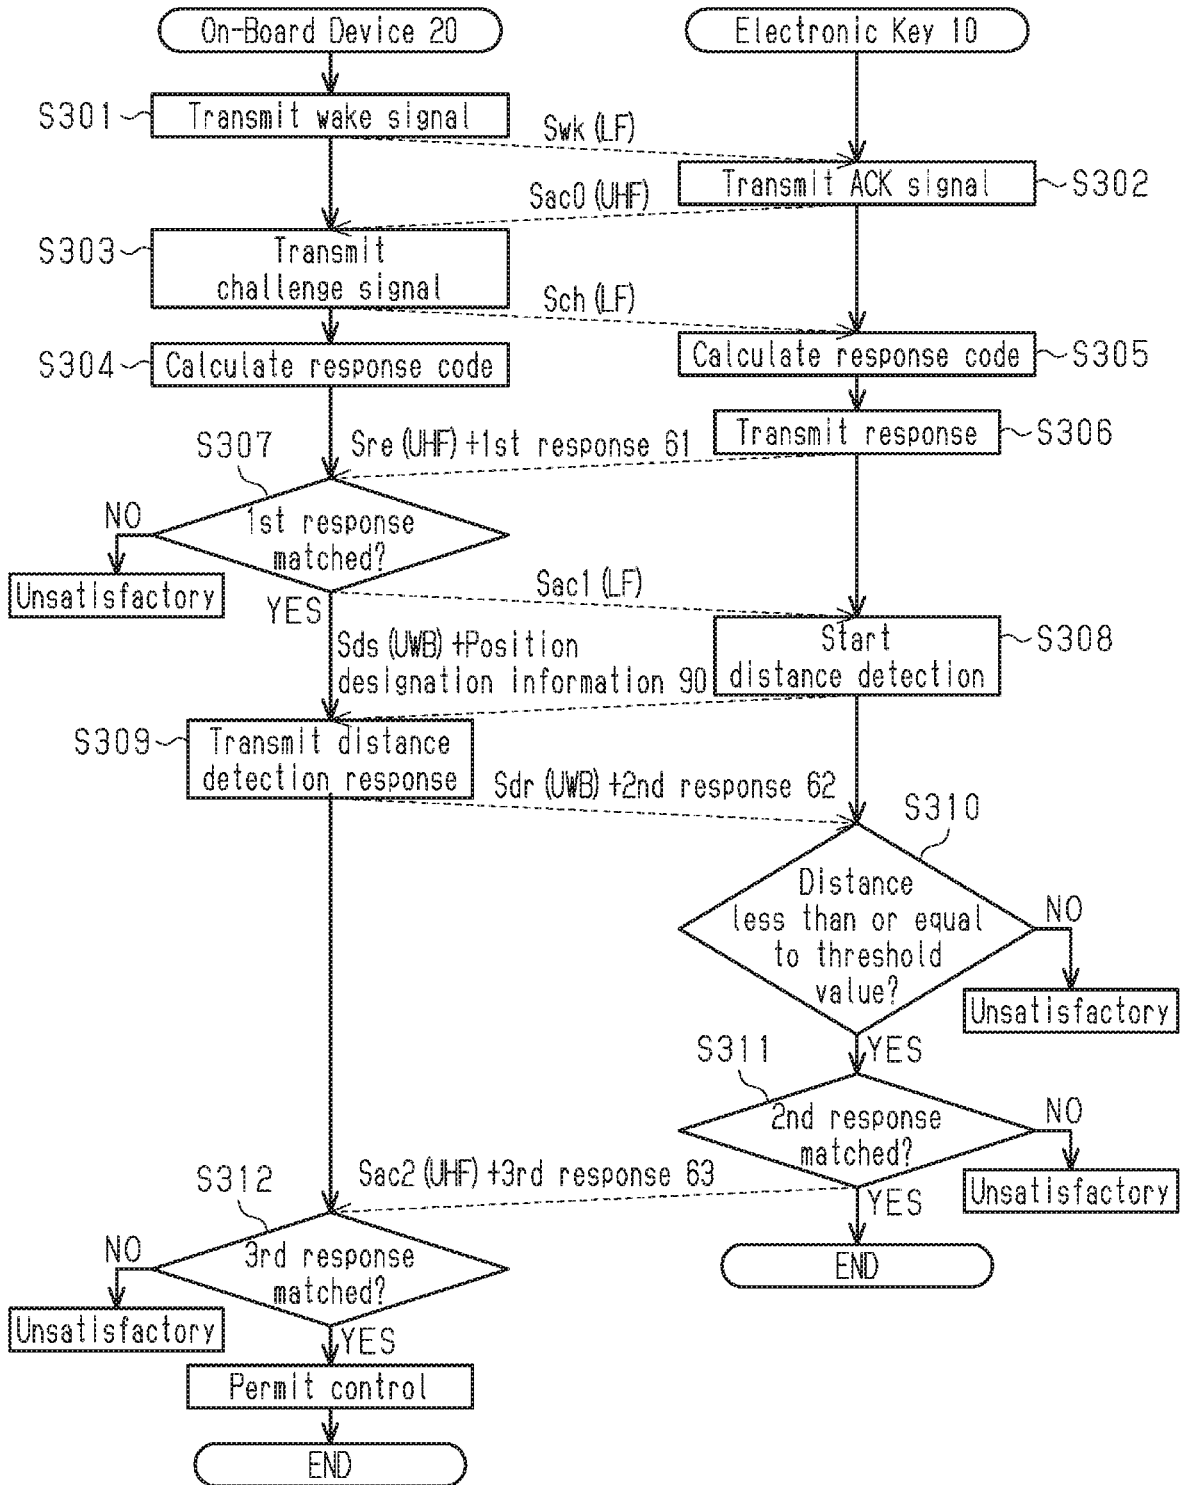 On-Board Device 20
Electronic Key 10
S301
Transmit wake signal
Swk (LF)
Transmit ACK signal
S302
Sac0 (UHF)
S303
Transmit
challenge signal
Sch (LF)
S304
Calculate response code
Calculate response code
S305
Transmit response
S306
S307
Sre (UHF) +1st response 61
NO
1st response
matched?
Unsatisfactory
YES
Sac1 (LF)
Start
distance detection
S308
Sds (UWB) +Position
designation information 90
S309
Transmit distance
detection response
Sdr (UWB) +2nd response 62
S310
Distance
less than or equal
to threshold
value?
NO
Unsatisfactory
YES
S311
2nd response
matched?
NO
Unsatisfactory
YES
Sac2 (UHF) +3rd response 63
END
S312
NO
3rd response
matched?
Unsatisfactory
YES
Permit control
END